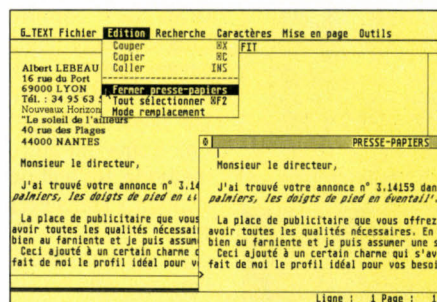 G_TEXT Fichier Edition Recherche Caractères Mise en page Outils
Couper ⌘X
Copier ⌘C
Coller INS
Fermer presse-papiers
Tout sélectionner ⌘F2
Mode remplacement
FIT
Albert LEBEAU
16 rue du Port
69000 LYON
Tél. : 34 95 63
Nouveaux Horizon
"Le soleil de l'ailleurs"
40 rue des Plages
44000 NANTES
Monsieur le directeur,
J'ai trouvé votre annonce n° 3.14
palmiers, les doigts de pied en
La place de publicitaire que vous
avoir toutes les qualités nécessai
bien au farniente et je puis assum
Ceci ajouté à un certain charme
fait de moi le profil idéal pour
PRESSE-PAPIERS
Monsieur le directeur,
J'ai trouvé votre annonce n° 3.14159 dan
palmiers, les doigts de pied en éventail".
La place de publicitaire que vous offrez
avoir toutes les qualités nécessaires. En
bien au farniente et je puis assumer une s
Ceci ajouté à un certain charme qui s'av
fait de moi le profil idéal pour vos besoi
Ligne : 1 Page :